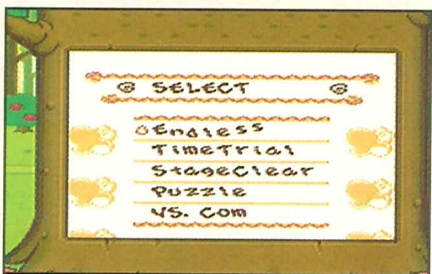 SELECT
Endless
TimeTrial
StageClear
Puzzle
VS. Com